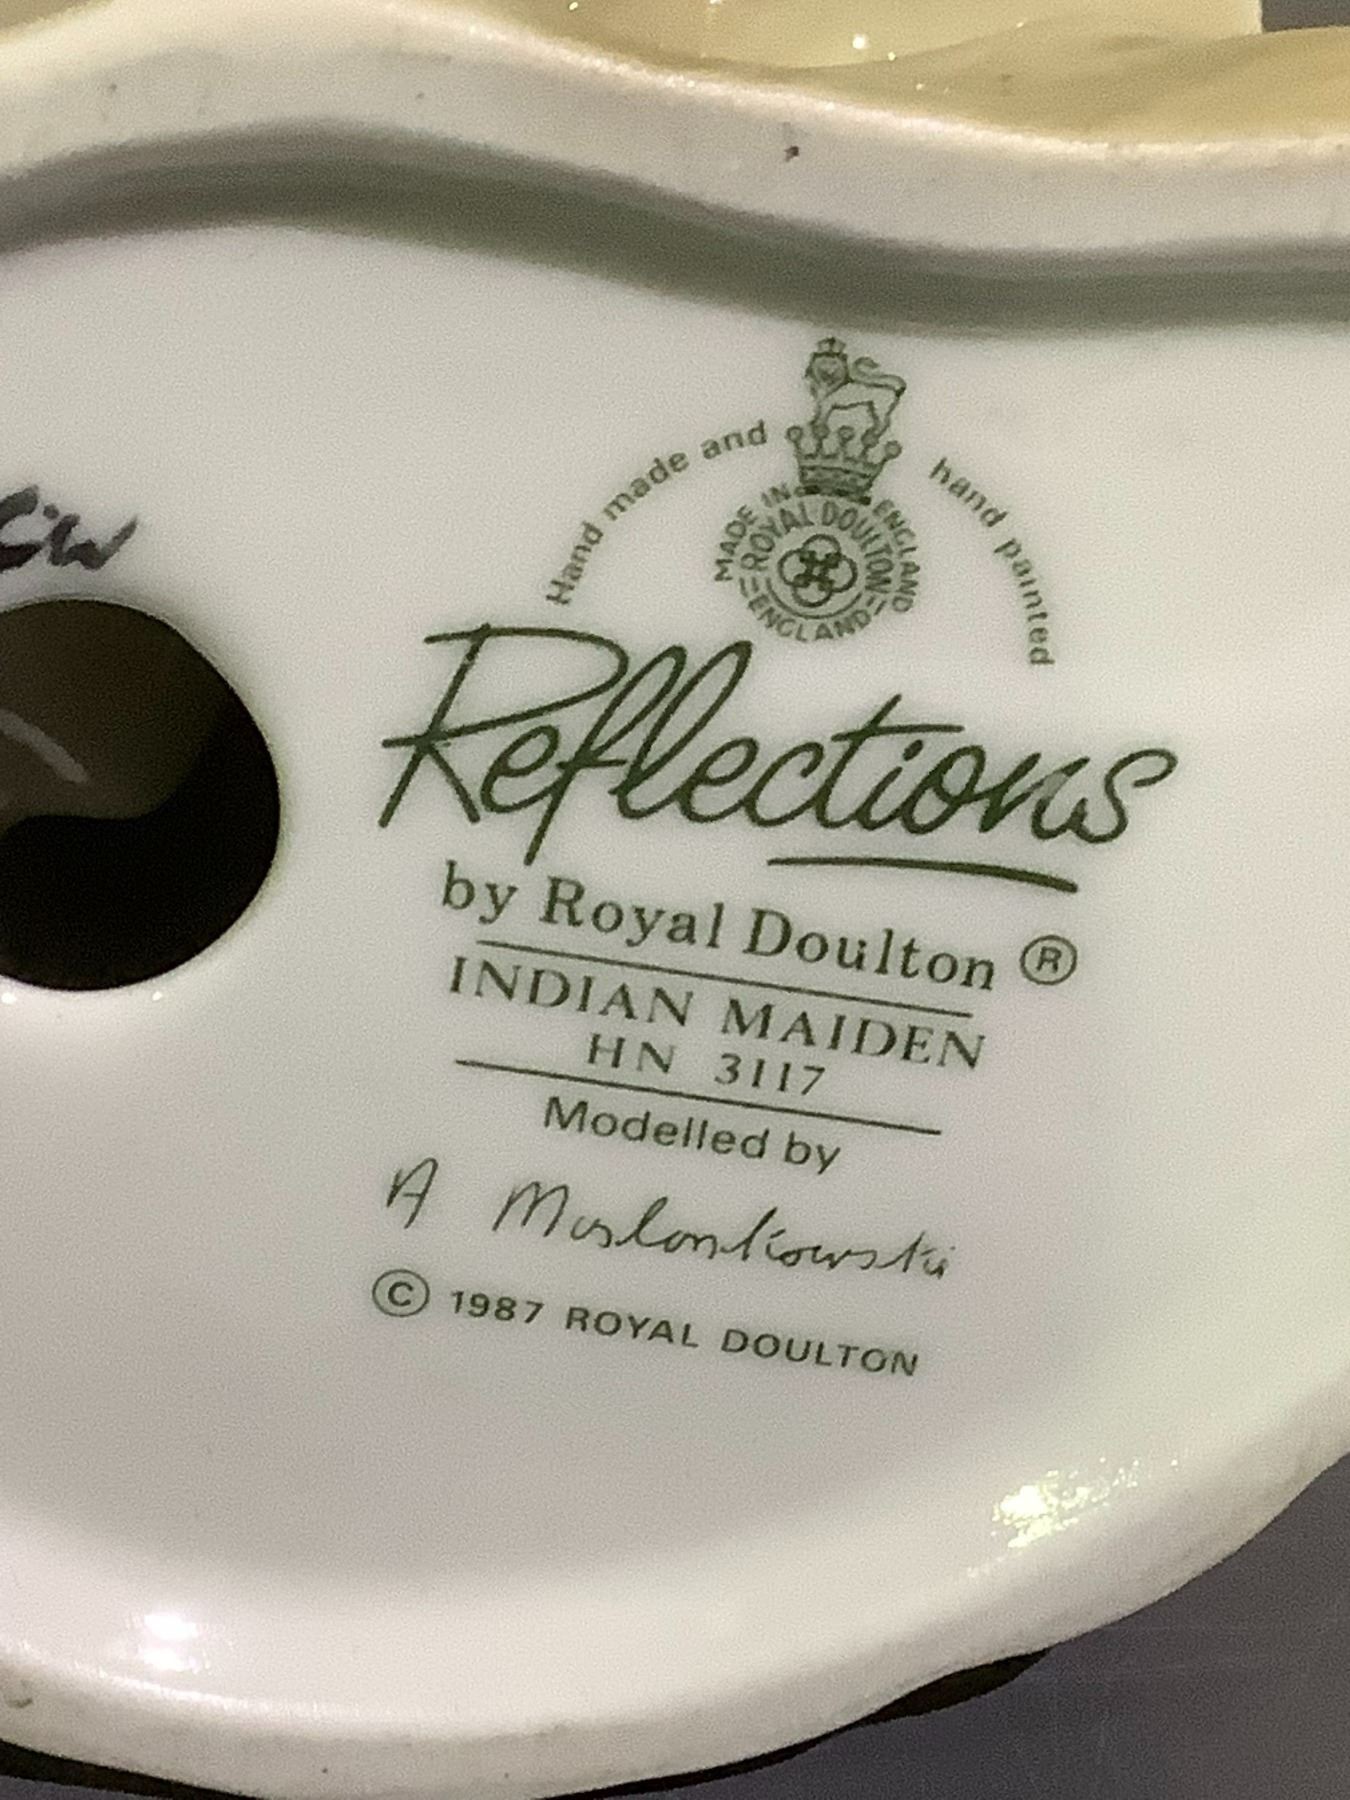 Hand made and hand painted
MADE IN ENGLAND
ROYAL DOULTON
ENGLAND
Reflections
by Royal Doulton ®
INDIAN MAIDEN
HN 3117
Modelled by
A Maslankowski
© 1987 ROYAL DOULTON